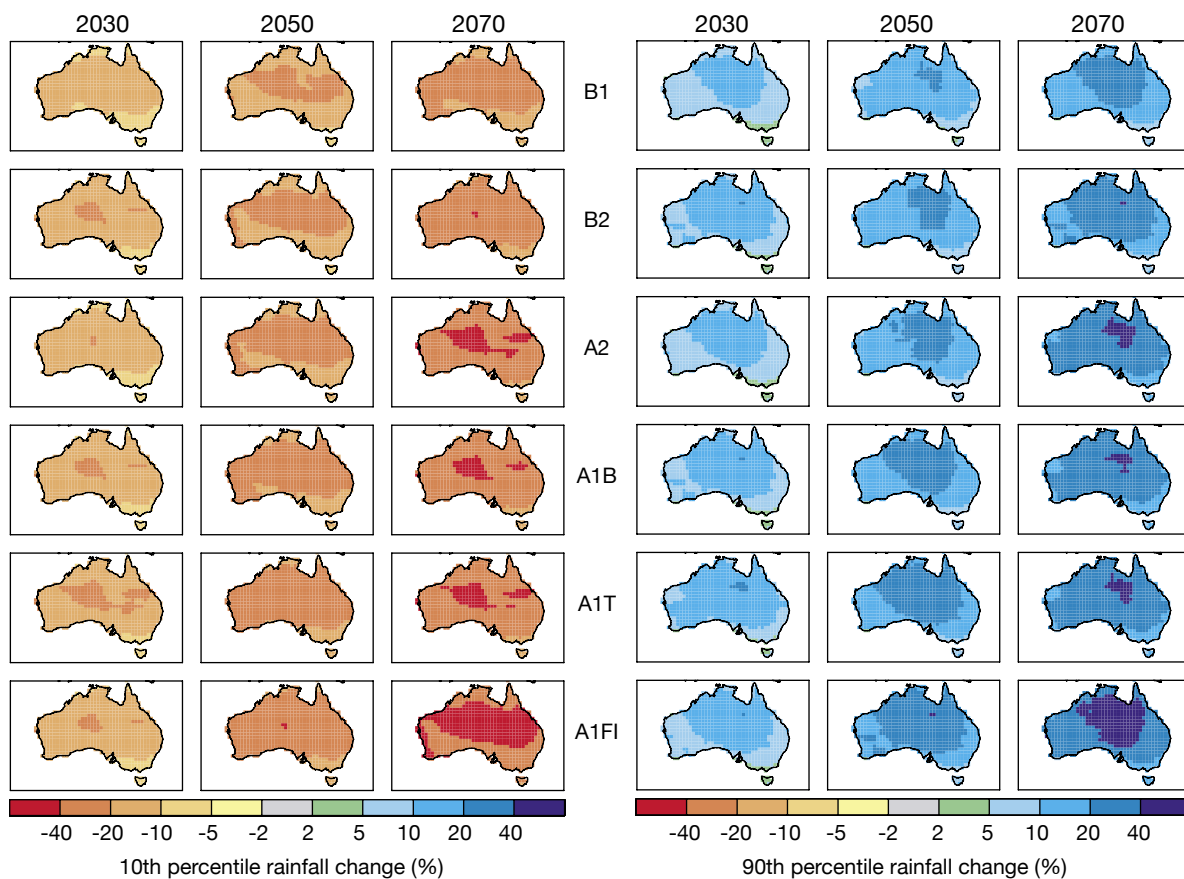 2030 2050 2070 2030 2050 2070
B1
B2
A2
A1B
A1T
A1FI
-40 -20 -10 -5 -2 2 5 10 20 40 -40 -20 -10 -5 -2 2 5 10 20 40
10th percentile rainfall change (%) 90th percentile rainfall change (%)